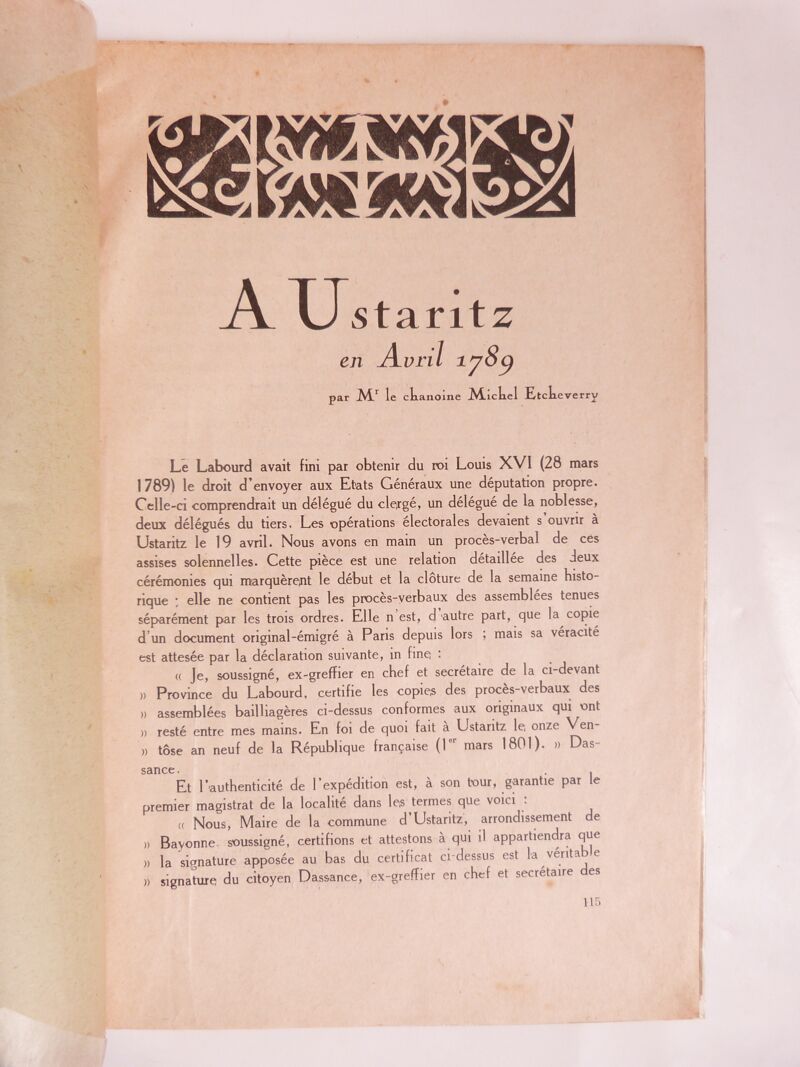 A Ustaritz
en Avril 1789
par Mr le chanoine Michel Etcheverry
Le Labourd avait fini par obtenir du roi Louis XVI (28 mars
1789) le droit d'envoyer aux Etats Généraux une députation propre.
Celle-ci comprendrait un délégué du clergé, un délégué de la noblesse,
deux délégués du tiers. Les opérations électorales devaient s'ouvrir à
Ustaritz le 19 avril. Nous avons en main un procès-verbal de ces
assises solennelles. Cette pièce est une relation détaillée des deux
cérémonies qui marquèrent le début et la clôture de la semaine histo-
rique ; elle ne contient pas les procès-verbaux des assemblées tenues
séparément par les trois ordres. Elle n'est, d'autre part, que la copie
d'un document original-émigré à Paris depuis lors ; mais sa véracité
est attesée par la déclaration suivante, in fine :
« Je, soussigné, ex-greffier en chef et secrétaire de la ci-devant
» Province du Labourd, certifie les copies des procès-verbaux des
» assemblées bailliagères ci-dessus conformes aux originaux qui ont
» resté entre mes mains. En foi de quoi fait à Ustaritz le, onze Ven-
» tôse an neuf de la République française (1er mars 1801). » Das-
sance.
Et l'authenticité de l'expédition est, à son tour, garantie par le
premier magistrat de la localité dans les termes que voici :
« Nous, Maire de la commune d'Ustaritz, arrondissement de
» Bayonne soussigné, certifions et attestons à qui il appartiendra que
» la signature apposée au bas du certificat ci-dessus est la véritable
» signature du citoyen Dassance, ex-greffier en chef et secrétaire des
115